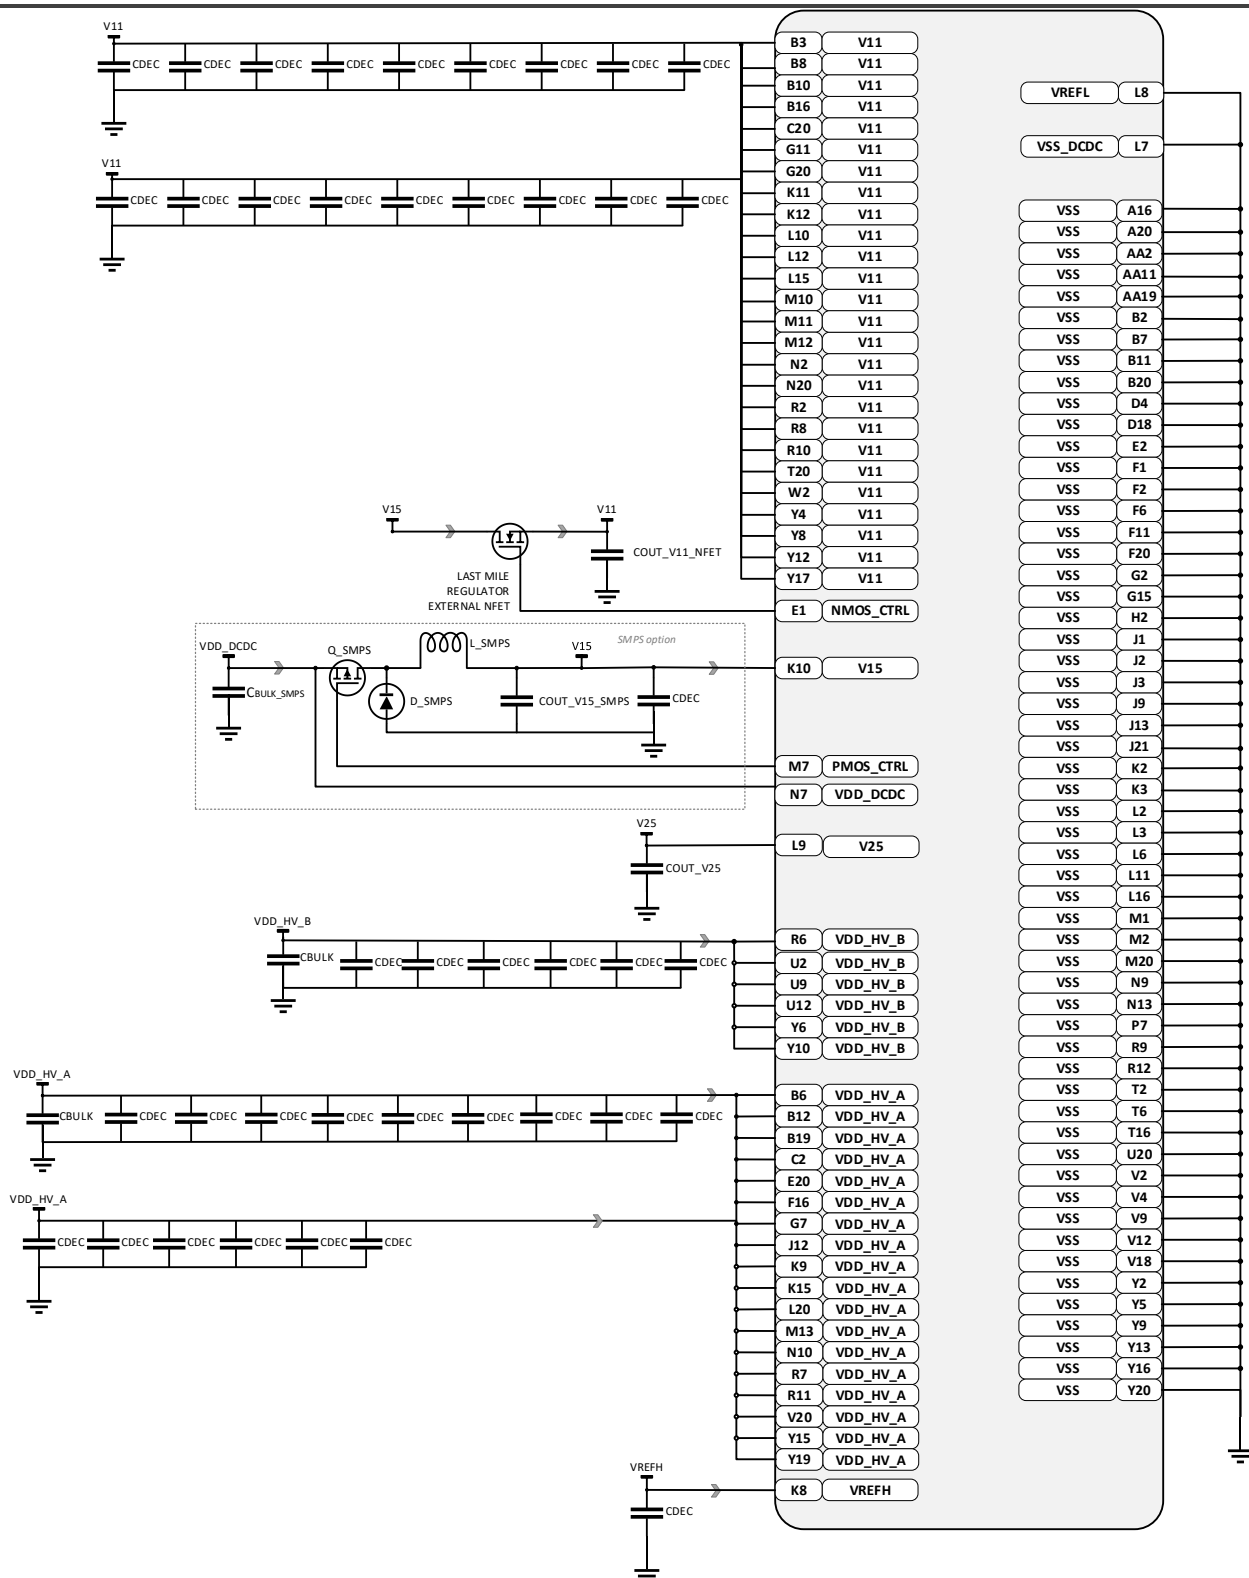 V11
CDEC CDEC CDEC CDEC CDEC CDEC CDEC CDEC CDEC
V11
CDEC CDEC CDEC CDEC CDEC CDEC CDEC CDEC CDEC
B3 V11
B8 V11
B10 V11
B16 V11
C20 V11
G11 V11
G20 V11
K11 V11
K12 V11
L10 V11
L12 V11
L15 V11
M10 V11
M11 V11
M12 V11
N2 V11
N20 V11
R2 V11
R8 V11
R10 V11
T20 V11
W2 V11
Y4 V11
Y8 V11
Y12 V11
Y17 V11
V15
V11
COUT_V11_NFET
LAST MILE
REGULATOR
EXTERNAL NFET
E1 NMOS_CTRL
SMPS option
VDD_DCDC
Q_SMPS
L_SMPS
V15
CBULK_SMPS
D_SMPS
COUT_V15_SMPS
CDEC
K10 V15
M7 PMOS_CTRL
N7 VDD_DCDC
V25
COUT_V25
L9 V25
VDD_HV_B
CBULK CDEC CDEC CDEC CDEC CDEC CDEC
R6 VDD_HV_B
U2 VDD_HV_B
U9 VDD_HV_B
U12 VDD_HV_B
Y6 VDD_HV_B
Y10 VDD_HV_B
VDD_HV_A
CBULK CDEC CDEC CDEC CDEC CDEC CDEC CDEC CDEC CDEC
VDD_HV_A
CDEC CDEC CDEC CDEC CDEC CDEC
B6 VDD_HV_A
B12 VDD_HV_A
B19 VDD_HV_A
C2 VDD_HV_A
E20 VDD_HV_A
F16 VDD_HV_A
G7 VDD_HV_A
J12 VDD_HV_A
K9 VDD_HV_A
K15 VDD_HV_A
L20 VDD_HV_A
M13 VDD_HV_A
N10 VDD_HV_A
R7 VDD_HV_A
R11 VDD_HV_A
V20 VDD_HV_A
Y15 VDD_HV_A
Y19 VDD_HV_A
VREFH
CDEC
K8 VREFH
VREFL L8
VSS_DCDC L7
VSS A16
VSS A20
VSS AA2
VSS AA11
VSS AA19
VSS B2
VSS B7
VSS B11
VSS B20
VSS D4
VSS D18
VSS E2
VSS F1
VSS F2
VSS F6
VSS F11
VSS F20
VSS G2
VSS G15
VSS H2
VSS J1
VSS J2
VSS J3
VSS J9
VSS J13
VSS J21
VSS K2
VSS K3
VSS L2
VSS L3
VSS L6
VSS L11
VSS L16
VSS M1
VSS M2
VSS M20
VSS N9
VSS N13
VSS P7
VSS R9
VSS R12
VSS T2
VSS T6
VSS T16
VSS U20
VSS V2
VSS V4
VSS V9
VSS V12
VSS V18
VSS Y2
VSS Y5
VSS Y9
VSS Y13
VSS Y16
VSS Y20